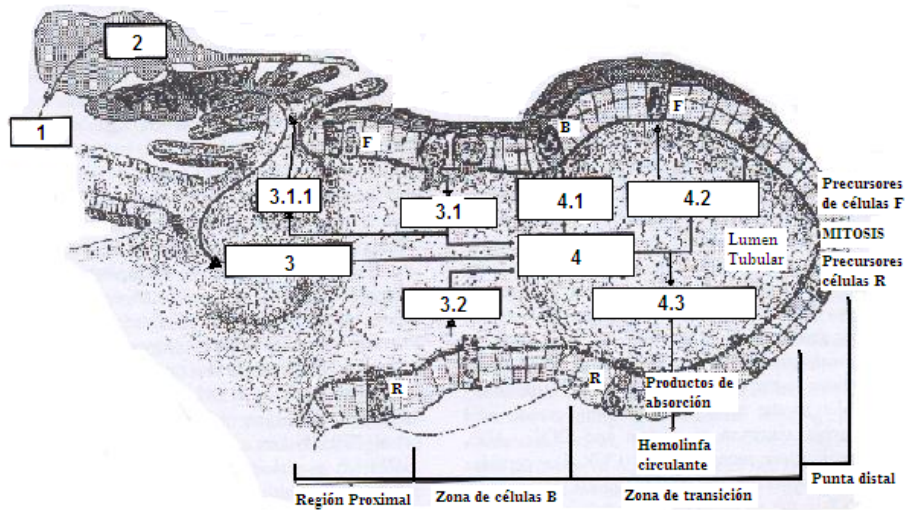 2
1
F
B
F
3.1.1
3.1
4.1
4.2
Precursores
de células F
MITOSIS
Precursores
células R
Lumen
Tubular
3
4
3.2
4.3
R
R
Productos de
absorción
Hemolinfa
circulante
Región Proximal
Zona de células B
Zona de transición
Punta distal